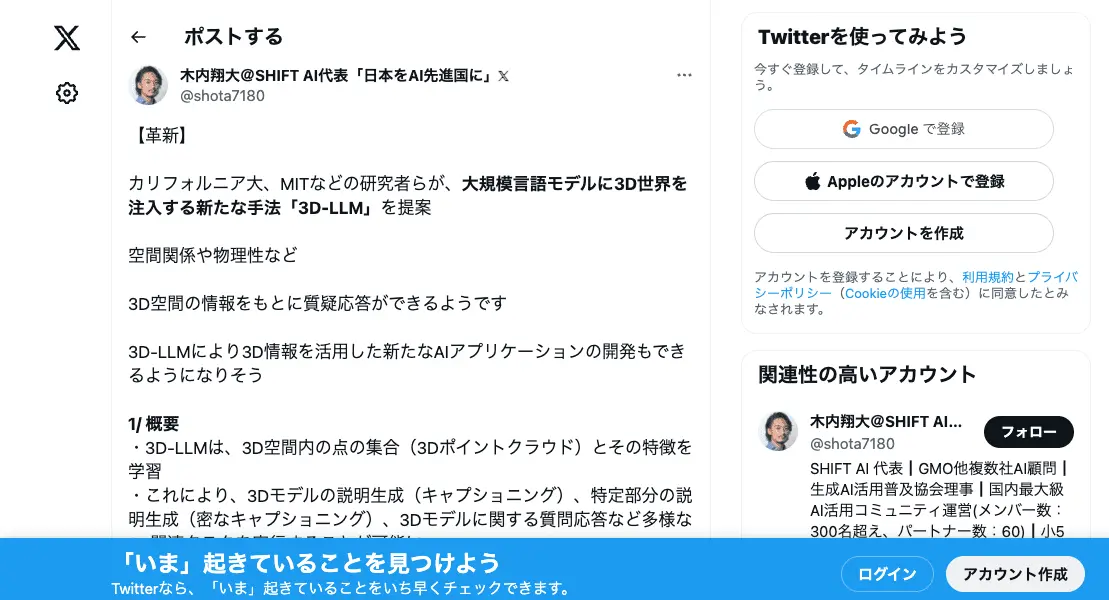 ポストする
木内翔大@SHIFT AI代表「日本をAI先進国に」𝕏
@shota7180
【革新】
カリフォルニア大、MITなどの研究者らが、大規模言語モデルに3D世界を
注入する新たな手法「3D-LLM」を提案
空間関係や物理性など
3D空間の情報をもとに質疑応答ができるようです
3D-LLMにより3D情報を活用した新たなAIアプリケーションの開発もでき
るようになりそう
1/ 概要
・3D-LLMは、3D空間内の点の集合（3Dポイントクラウド）とその特徴を
学習
・これにより、3Dモデルの説明生成（キャプショニング）、特定部分の説
明生成（密なキャプショニング）、3Dモデルに関する質問応答など多様な
Twitterを使ってみよう
今すぐ登録して、タイムラインをカスタマイズしましょ
う。
Google で登録
Appleのアカウントで登録
アカウントを作成
アカウントを登録することにより、利用規約とプライバ
シーポリシー（Cookieの使用を含む）に同意したとみ
なされます。
関連性の高いアカウント
木内翔大@SHIFT AI...
@shota7180
フォロー
SHIFT AI 代表┃GMO他複数社AI顧問┃
生成AI活用普及協会理事┃国内最大級
AI活用コミュニティ運営(メンバー数：
300名超え、パートナー数：60)┃小5
「いま」起きていることを見つけよう
Twitterなら、「いま」起きていることをいち早くチェックできます。
ログイン
アカウント作成